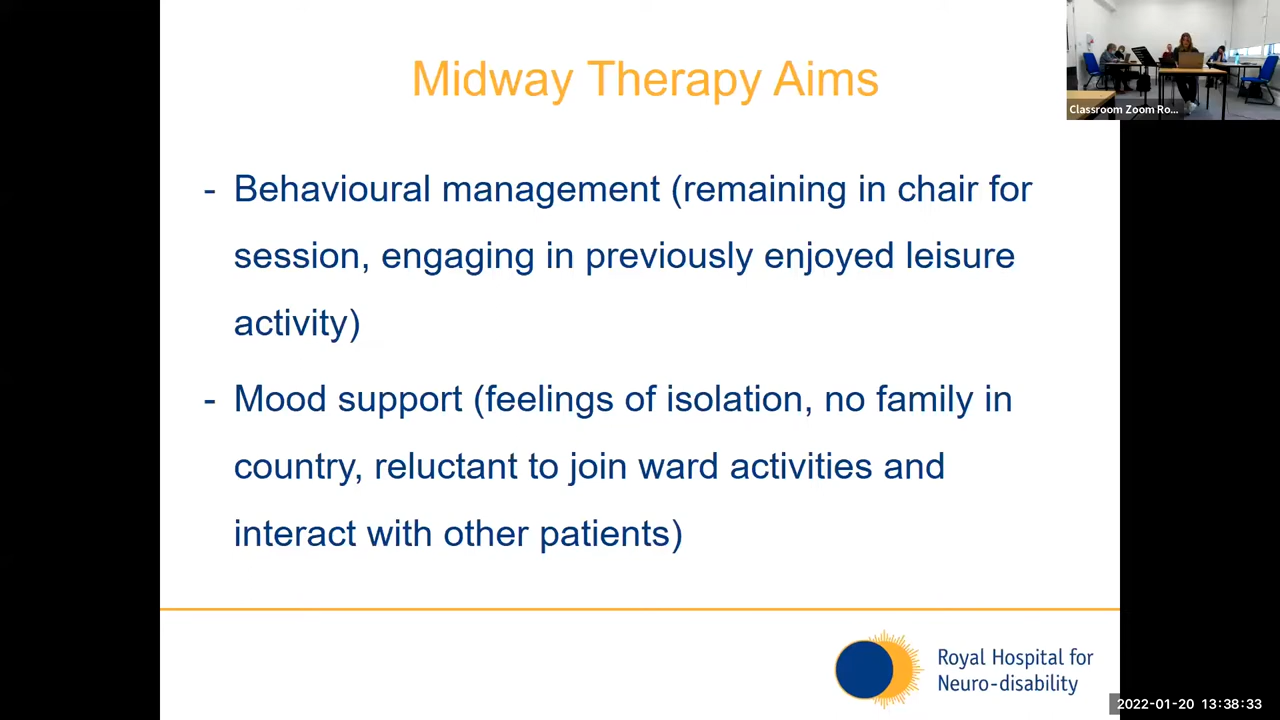 Midway Therapy Aims
Classroom Zoom Ro...
- Behavioural management (remaining in chair for
session, engaging in previously enjoyed leisure
activity)
- Mood support (feelings of isolation, no family in
country, reluctant to join ward activities and
interact with other patients)
Royal Hospital for
Neuro-disability
2022-01-20 13:38:33